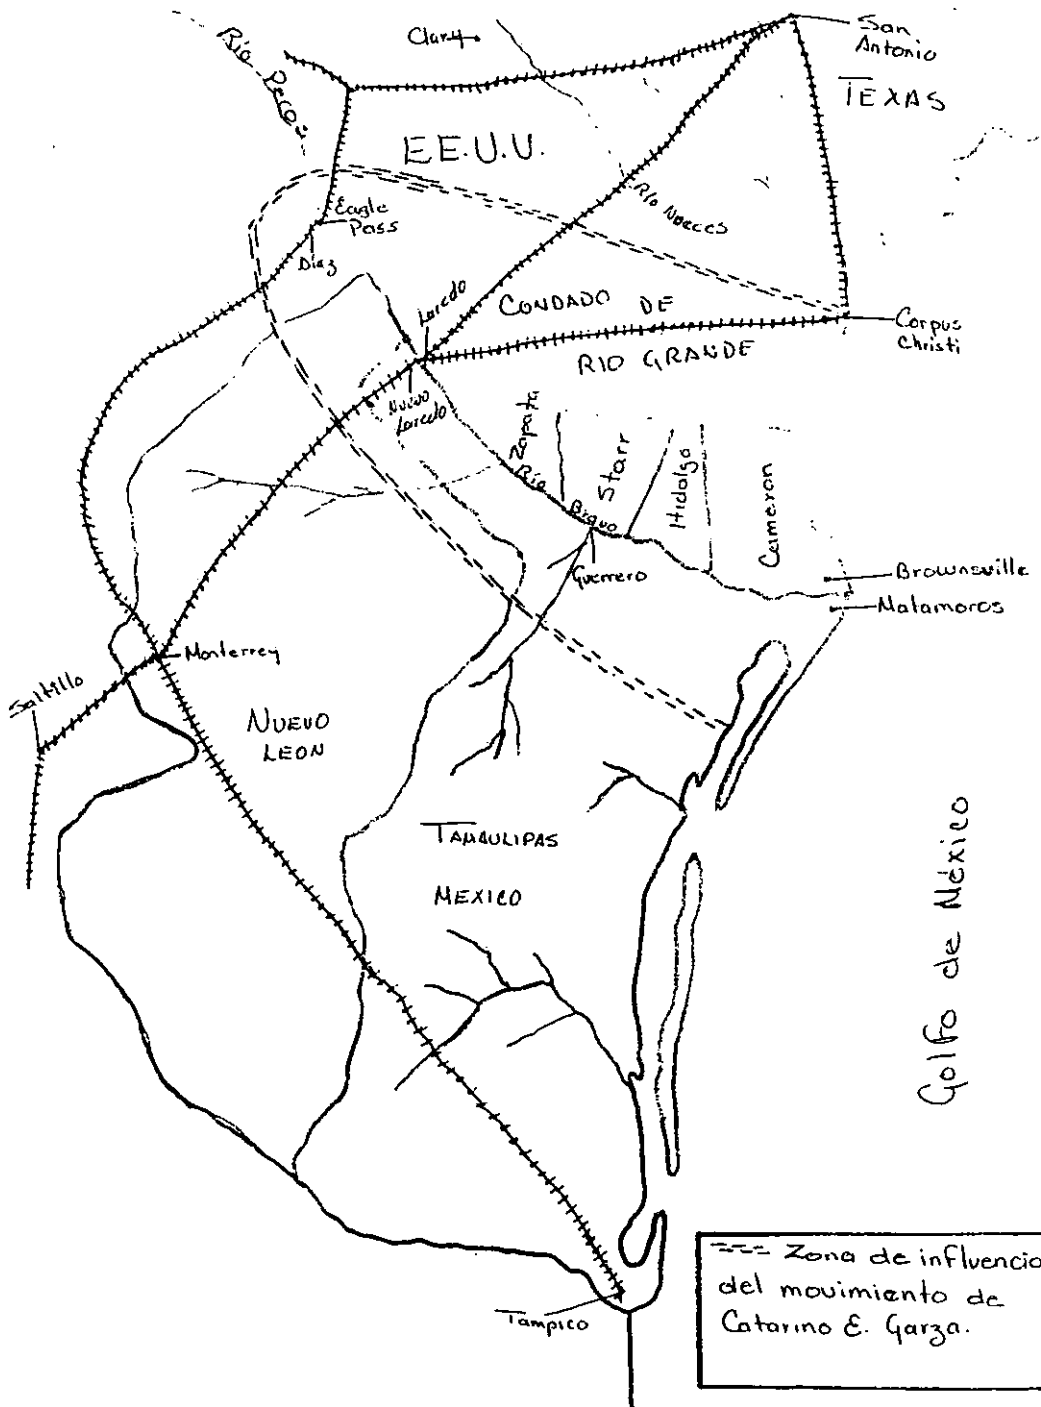 Río Pecos
Clary
San
Antonio
TEXAS
EE.U.U.
Río Nueces
Eagle
Pass
Díaz
Laredo
CONDADO DE
RIO GRANDE
Corpus
Christi
Nuevo
Laredo
Zapata
Starr
Hidalgo
Cameron
Río Bravo
Guerrero
Brownsville
Matamoros
Monterrey
Saltillo
NUEVO
LEON
TAMAULIPAS
MEXICO
Golfo de México
Tampico
=== Zona de influencia
del movimiento de
Catarino E. Garza.